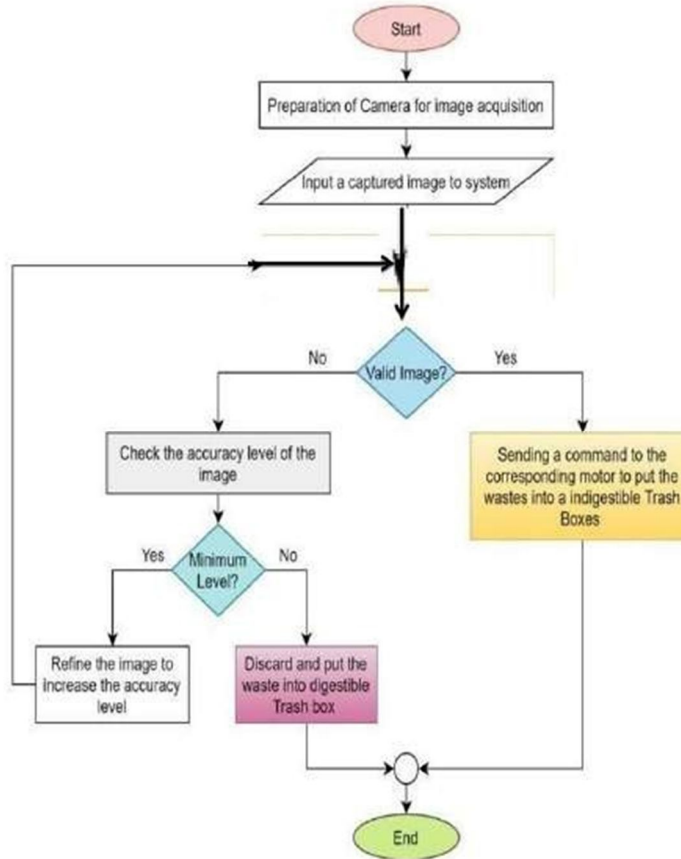 Start
Preparation of Camera for image acquisition
Input a captured image to system
No
Valid Image?
Yes
Check the accuracy level of the
image
Sending a command to the
corresponding motor to put the
wastes into a indigestible Trash
Boxes
Yes
Minimum
Level?
No
Refine the image to
increase the accuracy
level
Discard and put the
waste into digestible
Trash box
End